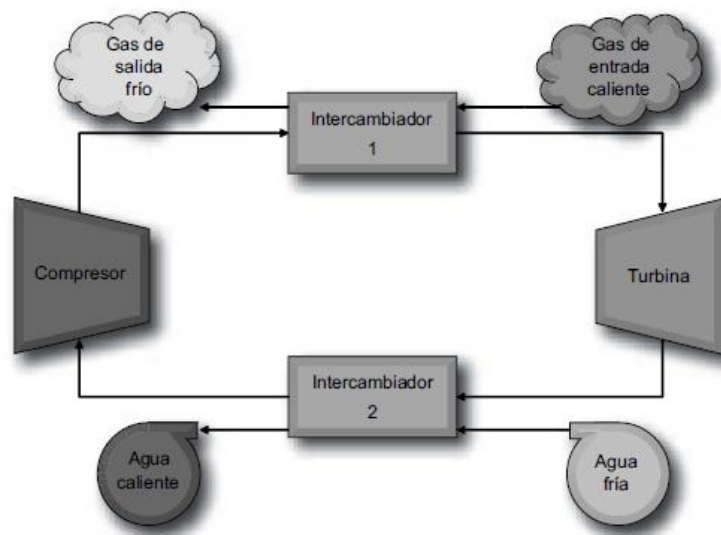 Gas de
salida
frío
Gas de
entrada
caliente
Intercambiador
1
Compresor
Turbina
Intercambiador
2
Agua
caliente
Agua
fría